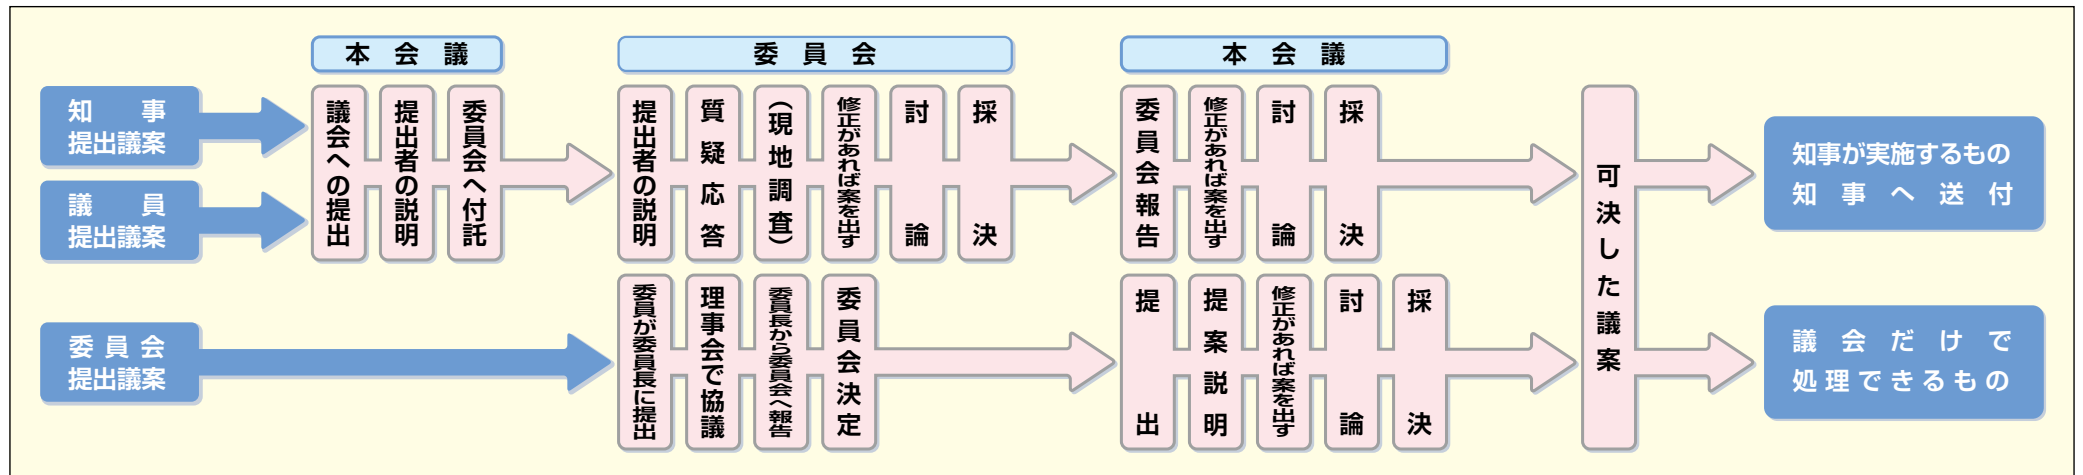 本会議
委員会
本会議
知事
提出議案
議員
提出議案
議会への提出
提出者の説明
委員会へ付託
提出者の説明
質疑応答
（現地調査）
修正があれば案を出す
討論
採決
委員会報告
修正があれば案を出す
討論
採決
委員会
提出議案
委員が委員長に提出
理事会で協議
委員長から委員会へ報告
委員会決定
提出
提案説明
修正があれば案を出す
討論
採決
可決した議案
知事が実施するもの
知事へ送付
議会だけで
処理できるもの